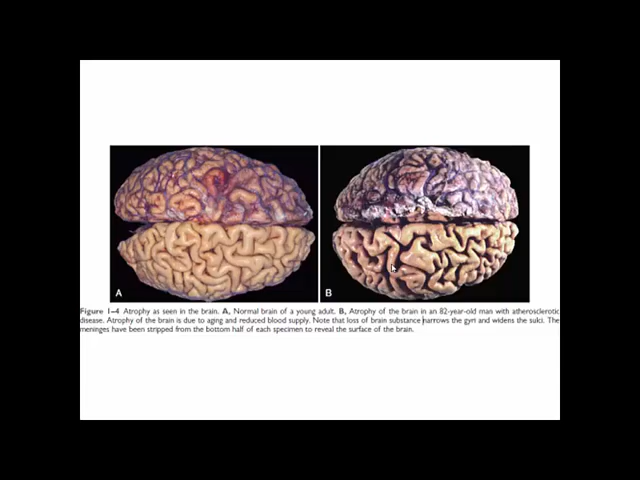 A
B
Figure 1–4 Atrophy as seen in the brain. A, Normal brain of a young adult. B, Atrophy of the brain in an 82-year-old man with atherosclerotic
disease. Atrophy of the brain is due to aging and reduced blood supply. Note that loss of brain substance narrows the gyri and widens the sulci. The
meninges have been stripped from the bottom half of each specimen to reveal the surface of the brain.